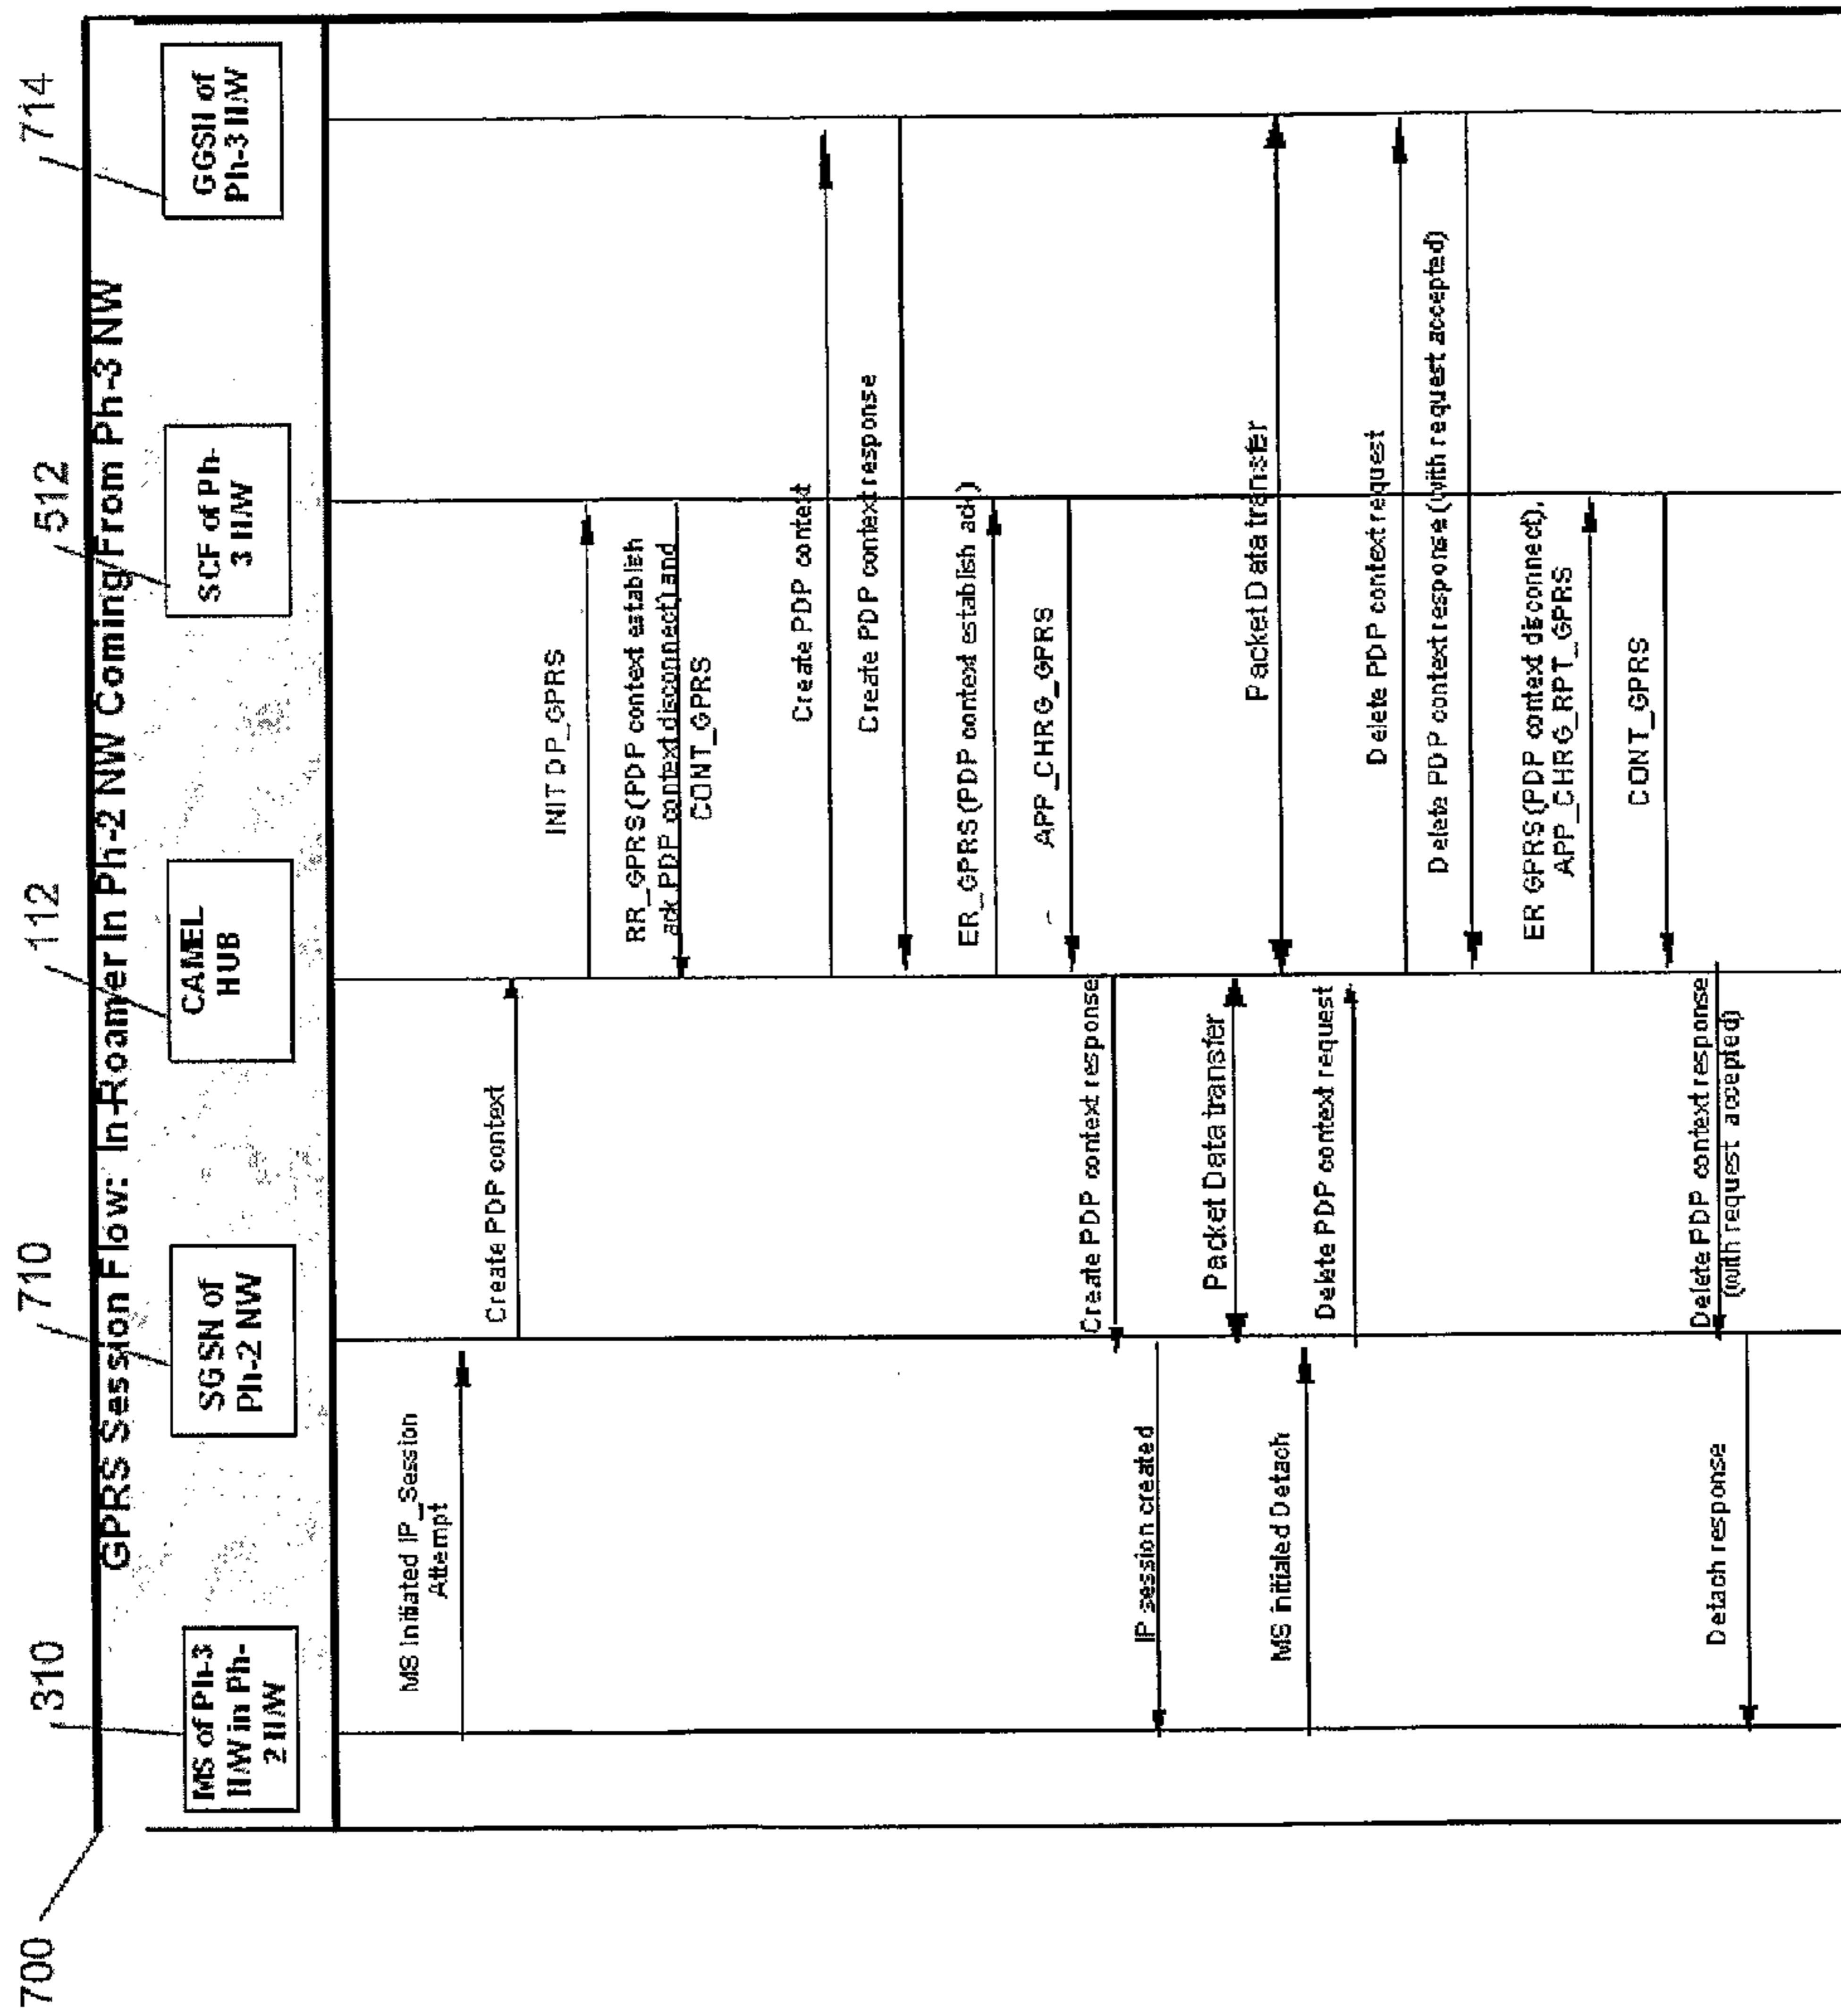 700
GPRS Session Flow: In-Roamer In Ph-2 NW Coming From Ph-3 NW
310
710
112
512
714
MS of Ph-3
NW in Ph-
2 NW
SGSN of
Ph-2 NW
CAMEL
HUB
SCF of Ph-
3 NW
GGSN of
Ph-3 NW
MS Initiated IP_Session
Attempt
Create PDP context
INITDP_GPRS
RR_GPRS(PDP context establish
ack, PDP context disconnect) and
CONT_GPRS
Create PDP context
Create PDP context response
ER_GPRS(PDP context establish ack)
APP_CHRG_GPRS
Create PDP context response
IP session created
Packet Data transfer
Packet Data transfer
MS initiated Detach
Delete PDP context request
Delete PDP context request
Delete PDP context response(with request accepted)
ER GPRS(PDP context disconnect),
APP_CHRG_RPT_GPRS
CONT_GPRS
Delete PDP context response
(with request accepted)
Detach response